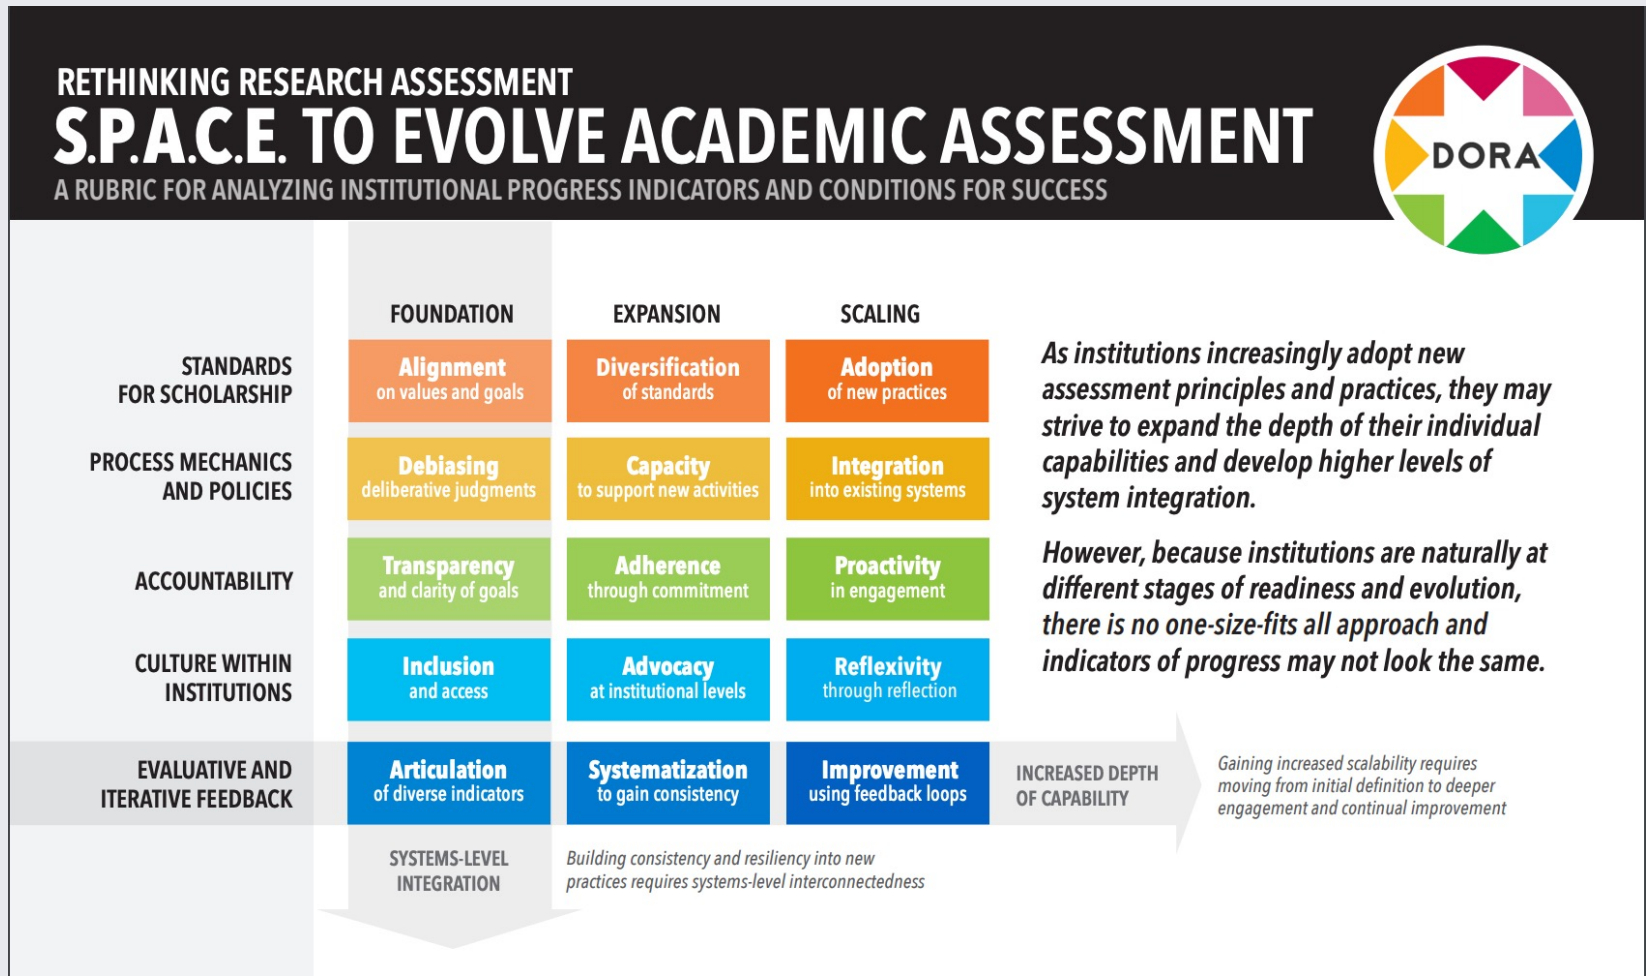 RETHINKING RESEARCH ASSESSMENT
S.P.A.C.E. TO EVOLVE ACADEMIC ASSESSMENT
A RUBRIC FOR ANALYZING INSTITUTIONAL PROGRESS INDICATORS AND CONDITIONS FOR SUCCESS
DORA
FOUNDATION
EXPANSION
SCALING
STANDARDS
FOR SCHOLARSHIP
Alignment
on values and goals
Diversification
of standards
Adoption
of new practices
PROCESS MECHANICS
AND POLICIES
Debiasing
deliberative judgments
Capacity
to support new activities
Integration
into existing systems
ACCOUNTABILITY
Transparency
and clarity of goals
Adherence
through commitment
Proactivity
in engagement
CULTURE WITHIN
INSTITUTIONS
Inclusion
and access
Advocacy
at institutional levels
Reflexivity
through reflection
EVALUATIVE AND
ITERATIVE FEEDBACK
Articulation
of diverse indicators
Systematization
to gain consistency
Improvement
using feedback loops
INCREASED DEPTH
OF CAPABILITY
Gaining increased scalability requires
moving from initial definition to deeper
engagement and continual improvement
SYSTEMS-LEVEL
INTEGRATION
Building consistency and resiliency into new
practices requires systems-level interconnectedness
As institutions increasingly adopt new
assessment principles and practices, they may
strive to expand the depth of their individual
capabilities and develop higher levels of
system integration.
However, because institutions are naturally at
different stages of readiness and evolution,
there is no one-size-fits all approach and
indicators of progress may not look the same.